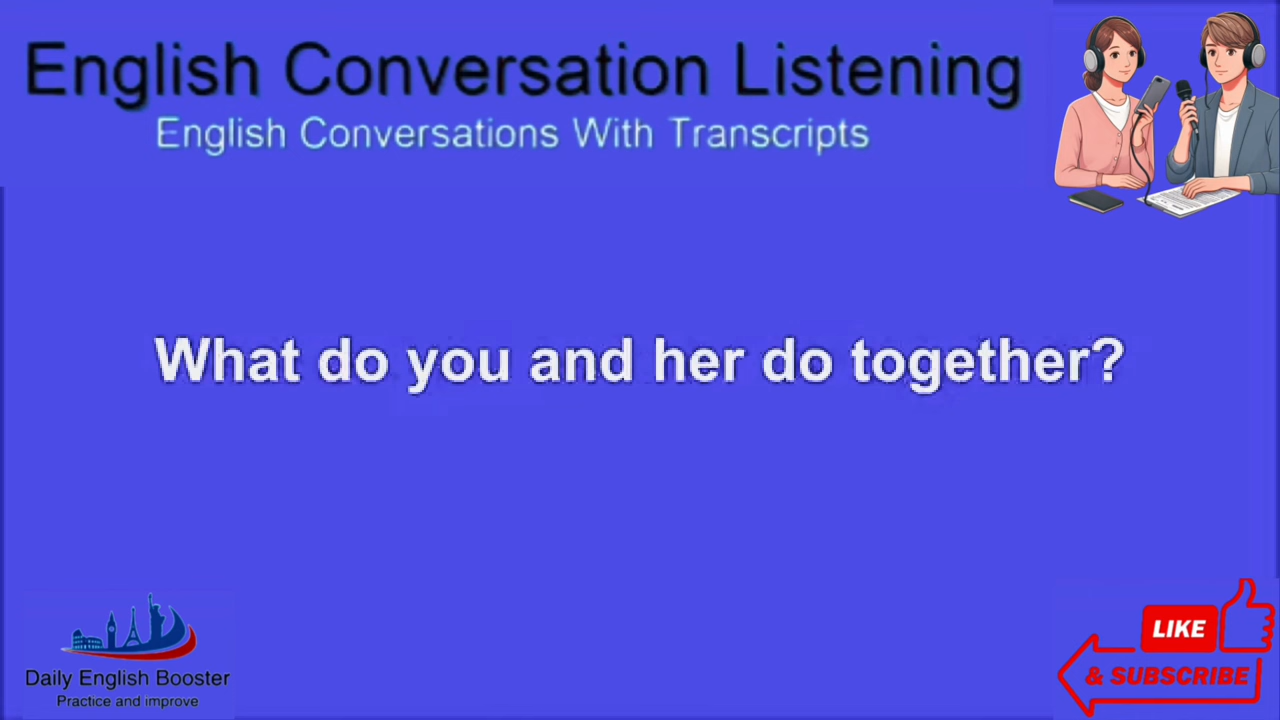 English Conversation Listening
English Conversations With Transcripts
What do you and her do together?
Daily English Booster
Practice and improve
LIKE
& SUBSCRIBE